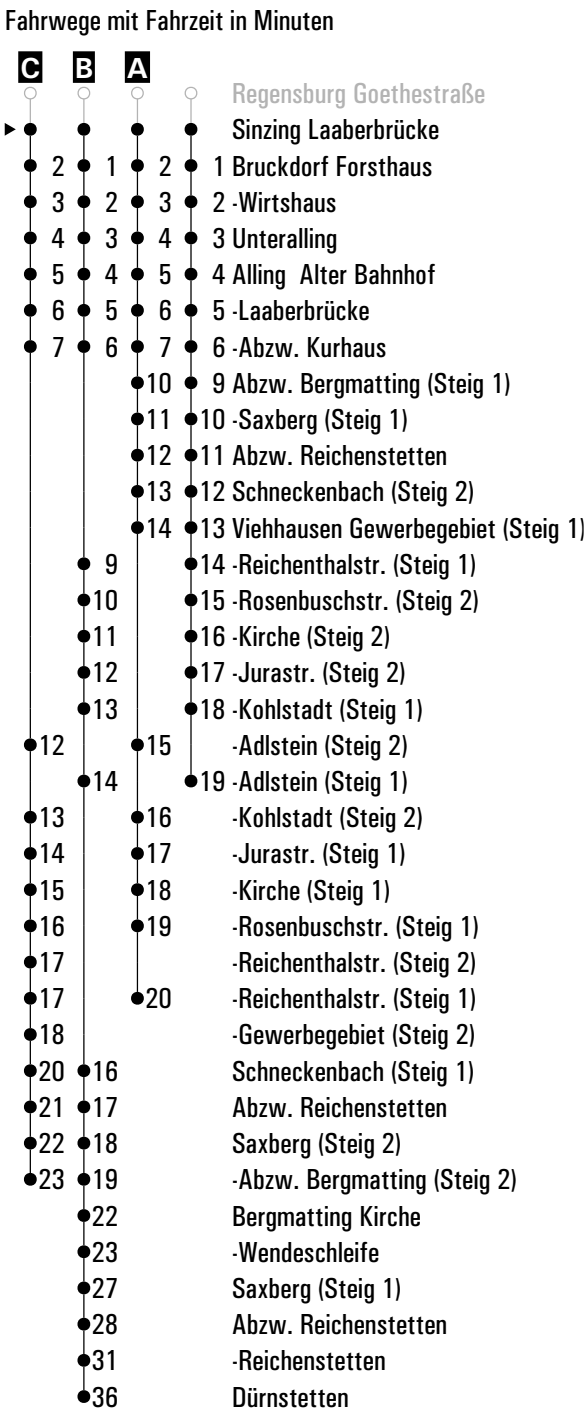 Fahrwege mit Fahrzeit in Minuten
C B A
Regensburg Goethestraße
Sinzing Laaberbrücke
2 1 2 1 Bruckdorf Forsthaus
3 2 3 2 -Wirtshaus
4 3 4 3 Unteralling
5 4 5 4 Alling Alter Bahnhof
6 5 6 5 -Laaberbrücke
7 6 7 6 -Abzw. Kurhaus
10 9 Abzw. Bergmatting (Steig 1)
11 10 -Saxberg (Steig 1)
12 11 Abzw. Reichenstetten
13 12 Schneckenbach (Steig 2)
14 13 Viehhausen Gewerbegebiet (Steig 1)
9 14 -Reichenthalstr. (Steig 1)
10 15 -Rosenbuschstr. (Steig 2)
11 16 -Kirche (Steig 2)
12 17 -Jurastr. (Steig 2)
13 18 -Kohlstadt (Steig 1)
12 15 -Adlstein (Steig 2)
14 19 -Adlstein (Steig 1)
13 16 -Kohlstadt (Steig 2)
14 17 -Jurastr. (Steig 1)
15 18 -Kirche (Steig 1)
16 19 -Rosenbuschstr. (Steig 1)
17 -Reichenthalstr. (Steig 2)
17 20 -Reichenthalstr. (Steig 1)
18 -Gewerbegebiet (Steig 2)
20 16 Schneckenbach (Steig 1)
21 17 Abzw. Reichenstetten
22 18 Saxberg (Steig 2)
23 19 -Abzw. Bergmatting (Steig 2)
22 Bergmatting Kirche
23 -Wendeschleife
27 Saxberg (Steig 1)
28 Abzw. Reichenstetten
31 -Reichenstetten
36 Dürnstetten